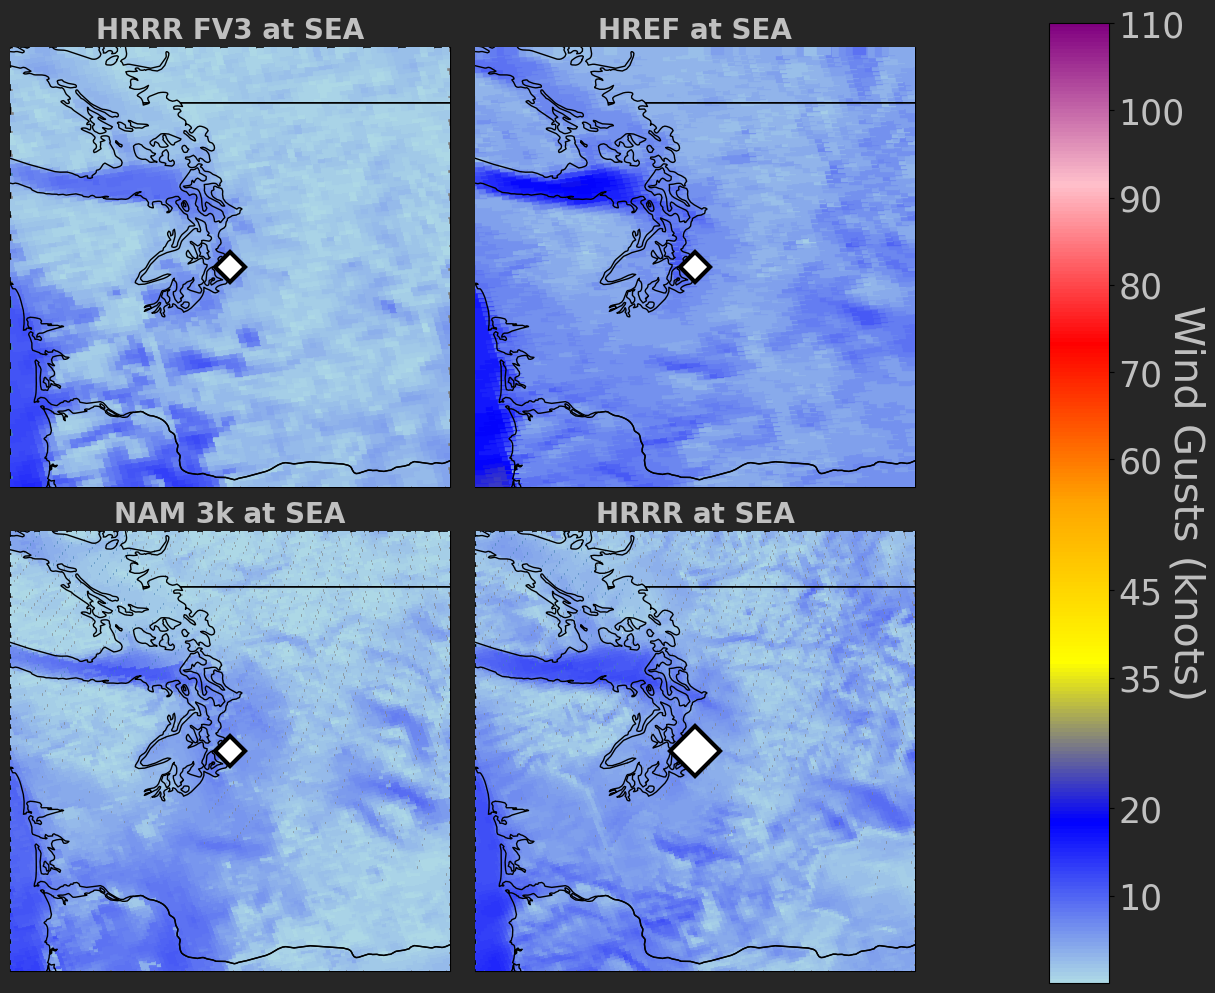 HRRR FV3 at SEA
HREF at SEA
NAM 3k at SEA
HRRR at SEA
110
100
90
80
70
60
45
35
20
10
Wind Gusts (knots)